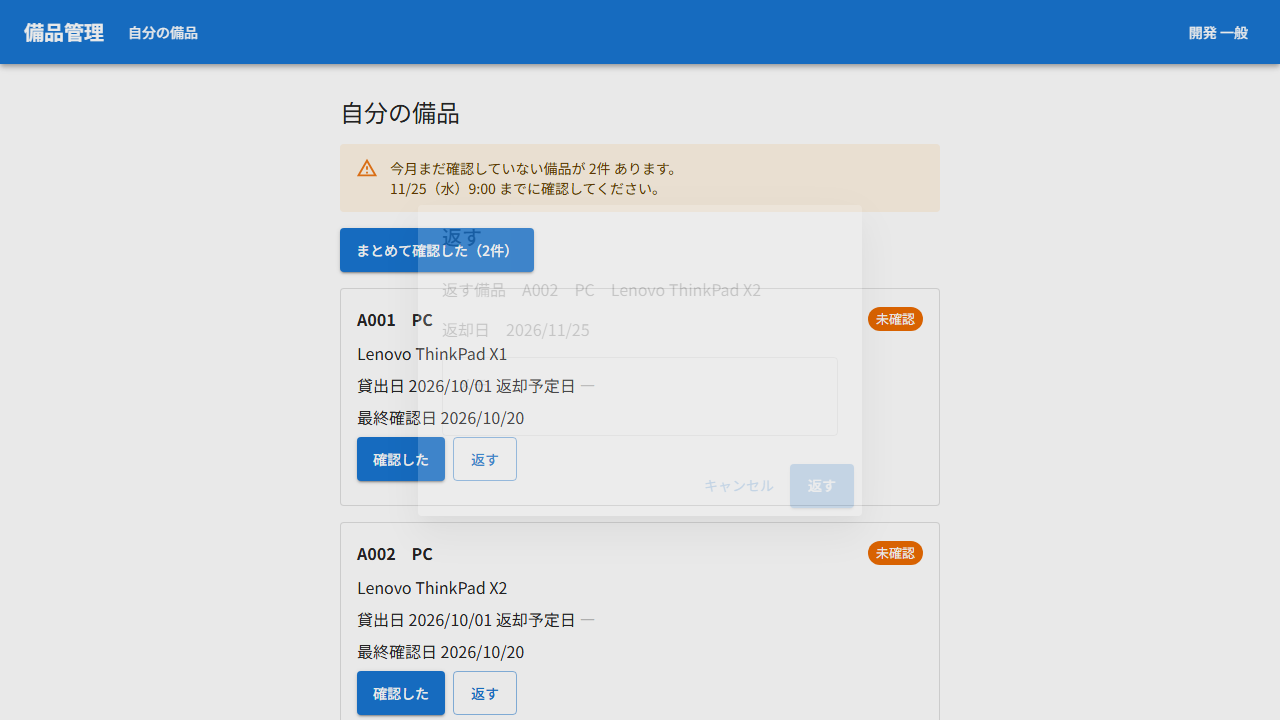 備品管理 自分の備品 開発 一般
自分の備品
今月まだ確認していない備品が 2件 あります。
11/25（水）9:00 までに確認してください。
まとめて確認した（2件）
A001 PC 未確認
Lenovo ThinkPad X1
貸出日 2026/10/01 返却予定日 —
最終確認日 2026/10/20
確認した 返す
返す
返す備品 A002 PC Lenovo ThinkPad X2
返却日 2026/11/25
キャンセル 返す
A002 PC 未確認
Lenovo ThinkPad X2
貸出日 2026/10/01 返却予定日 —
最終確認日 2026/10/20
確認した 返す